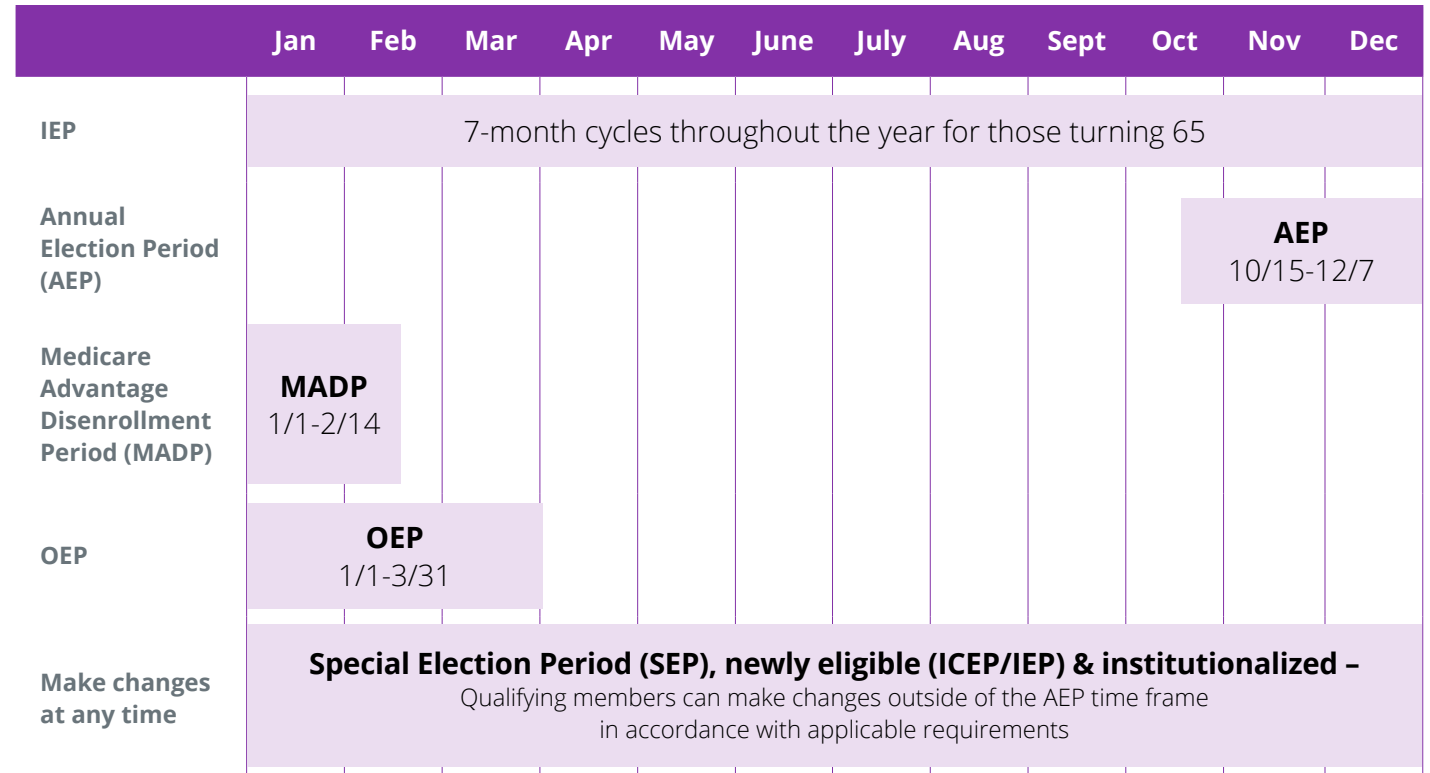 Jan Feb Mar Apr May June July Aug Sept Oct Nov Dec
IEP
7-month cycles throughout the year for those turning 65
Annual
Election Period
(AEP)
AEP
10/15-12/7
Medicare
Advantage
Disenrollment
Period (MADP)
MADP
1/1-2/14
OEP
OEP
1/1-3/31
Make changes
at any time
Special Election Period (SEP), newly eligible (ICEP/IEP) & institutionalized –
Qualifying members can make changes outside of the AEP time frame
in accordance with applicable requirements